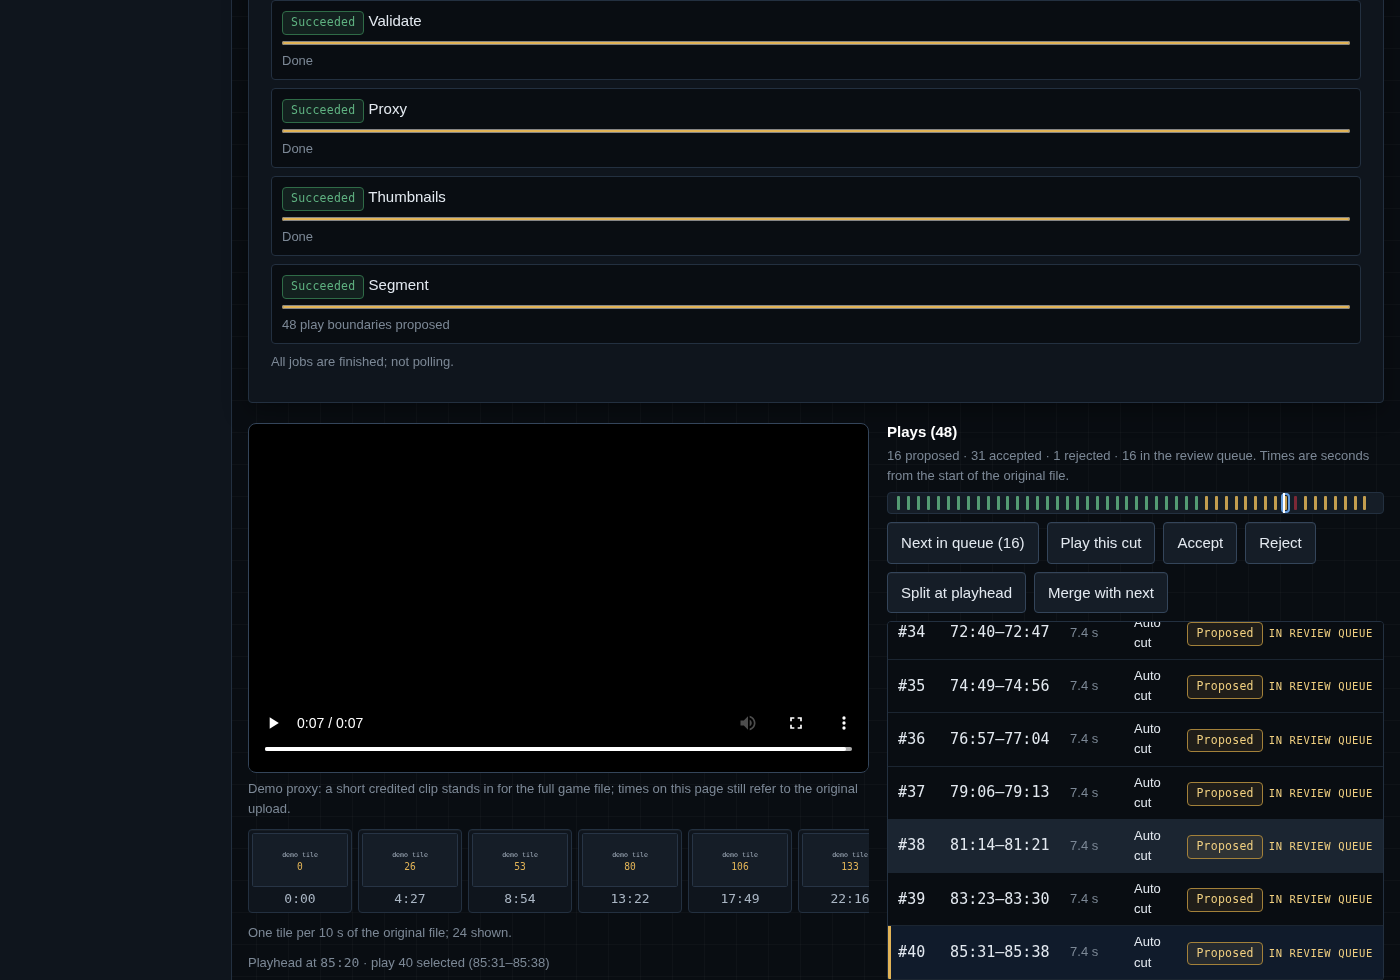 Succeeded Validate
Done
Succeeded Proxy
Done
Succeeded Thumbnails
Done
Succeeded Segment
48 play boundaries proposed
All jobs are finished; not polling.
0:07 / 0:07
Demo proxy: a short credited clip stands in for the full game file; times on this page still refer to the original
upload.
demo tile
0
0:00
demo tile
26
4:27
demo tile
53
8:54
demo tile
80
13:22
demo tile
106
17:49
demo tile
133
22:16
One tile per 10 s of the original file; 24 shown.
Playhead at 85:20 · play 40 selected (85:31–85:38)
Plays (48)
16 proposed · 31 accepted · 1 rejected · 16 in the review queue. Times are seconds
from the start of the original file.
Next in queue (16) Play this cut Accept Reject
Split at playhead Merge with next
#34 72:40–72:47 7.4 s Auto cut Proposed IN REVIEW QUEUE
#35 74:49–74:56 7.4 s Auto cut Proposed IN REVIEW QUEUE
#36 76:57–77:04 7.4 s Auto cut Proposed IN REVIEW QUEUE
#37 79:06–79:13 7.4 s Auto cut Proposed IN REVIEW QUEUE
#38 81:14–81:21 7.4 s Auto cut Proposed IN REVIEW QUEUE
#39 83:23–83:30 7.4 s Auto cut Proposed IN REVIEW QUEUE
#40 85:31–85:38 7.4 s Auto cut Proposed IN REVIEW QUEUE